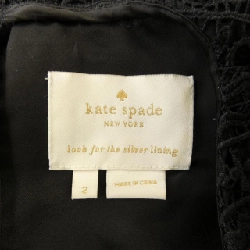 kate spade
NEW YORK
look for the silver lining
2
MADE IN CHINA